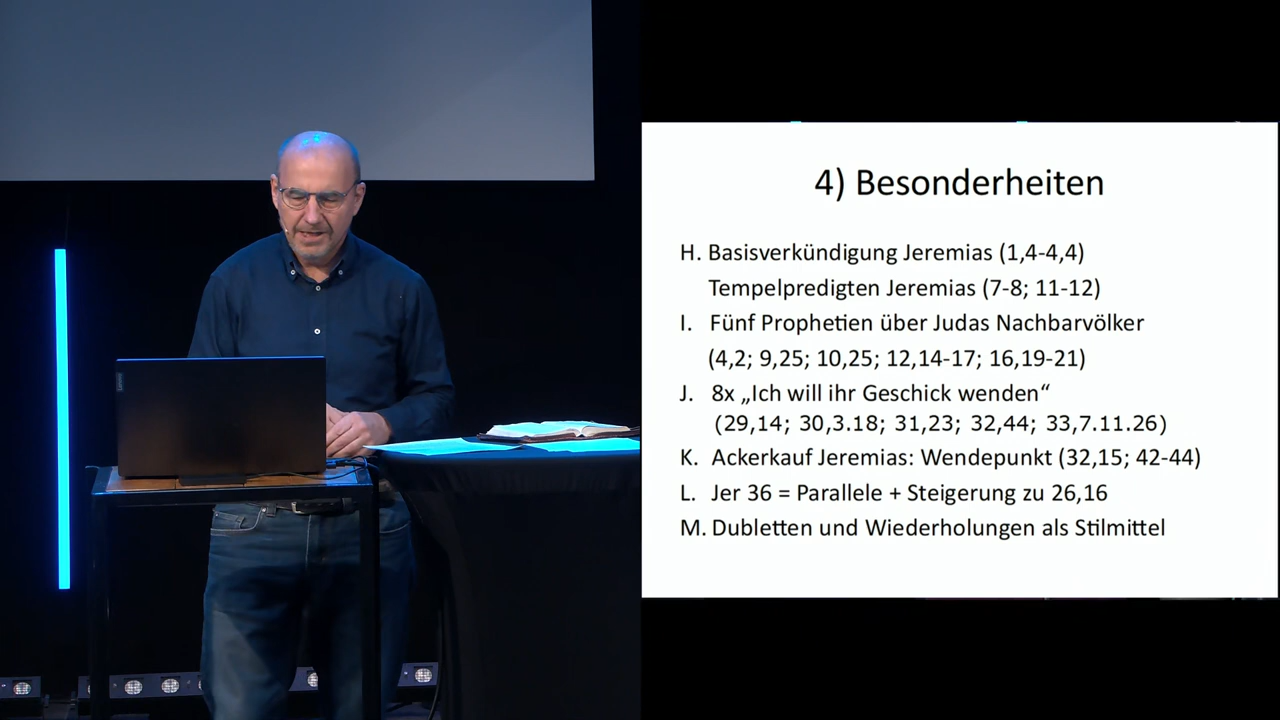 4) Besonderheiten
H. Basisverkündigung Jeremias (1,4-4,4)
Tempelpredigten Jeremias (7-8; 11-12)
I. Fünf Prophetien über Judas Nachbarvölker
(4,2; 9,25; 10,25; 12,14-17; 16,19-21)
J. 8x „Ich will ihr Geschick wenden“
(29,14; 30,3.18; 31,23; 32,44; 33,7.11.26)
K. Ackerkauf Jeremias: Wendepunkt (32,15; 42-44)
L. Jer 36 = Parallele + Steigerung zu 26,16
M. Dubletten und Wiederholungen als Stilmittel
Lenovo